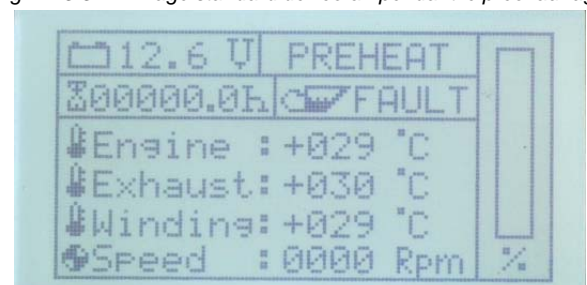 12.6 V PREHEAT
00000.0h FAULT
Engine :+029 °C
Exhaust:+030 °C
Winding:+029 °C
Speed :0000 Rpm %